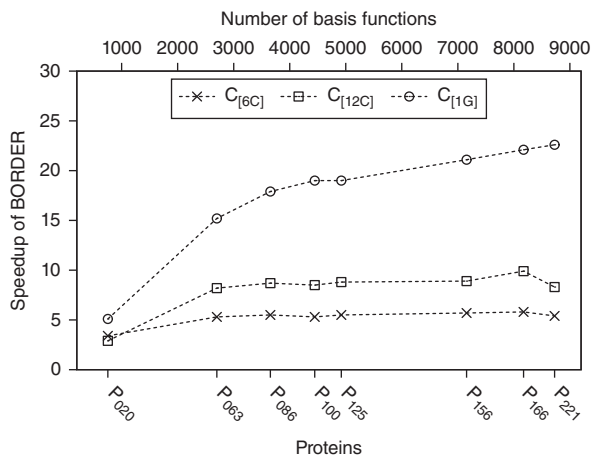 Number of basis functions
1000 2000 3000 4000 5000 6000 7000 8000 9000
C[6C] C[12C] C[1G]
30
25
20
15
10
5
0
Speedup of BORDER
P020 P063 P086 P100 P125 P156 P166 P221
Proteins